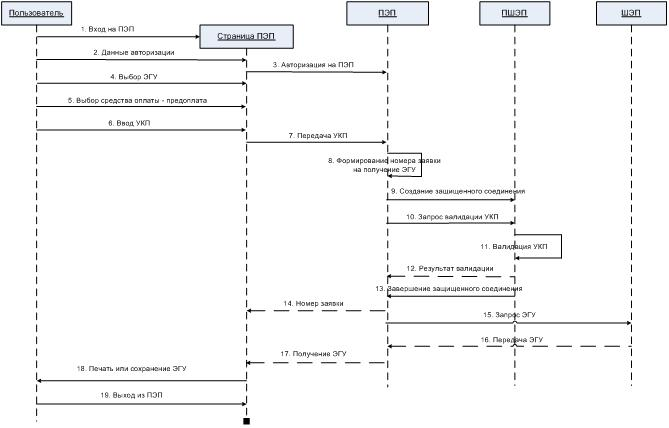 Пользователь
Страница ПЭП
ПЭП
ПШЭП
ШЭП
1. Вход на ПЭП
2. Данные авторизации
3. Авторизация на ПЭП
4. Выбор ЭГУ
5. Выбор средства оплаты - предоплата
6. Ввод УКП
7. Передача УКП
8. Формирование номера заявки
на получение ЭГУ
9. Создание защищенного соединения
10. Запрос валидации УКП
11. Валидация УКП
12. Результат валидации
13. Завершение защищенного соединения
14. Номер заявки
15. Запрос ЭГУ
16. Передача ЭГУ
17. Получение ЭГУ
18. Печать или сохранение ЭГУ
19. Выход из ПЭП